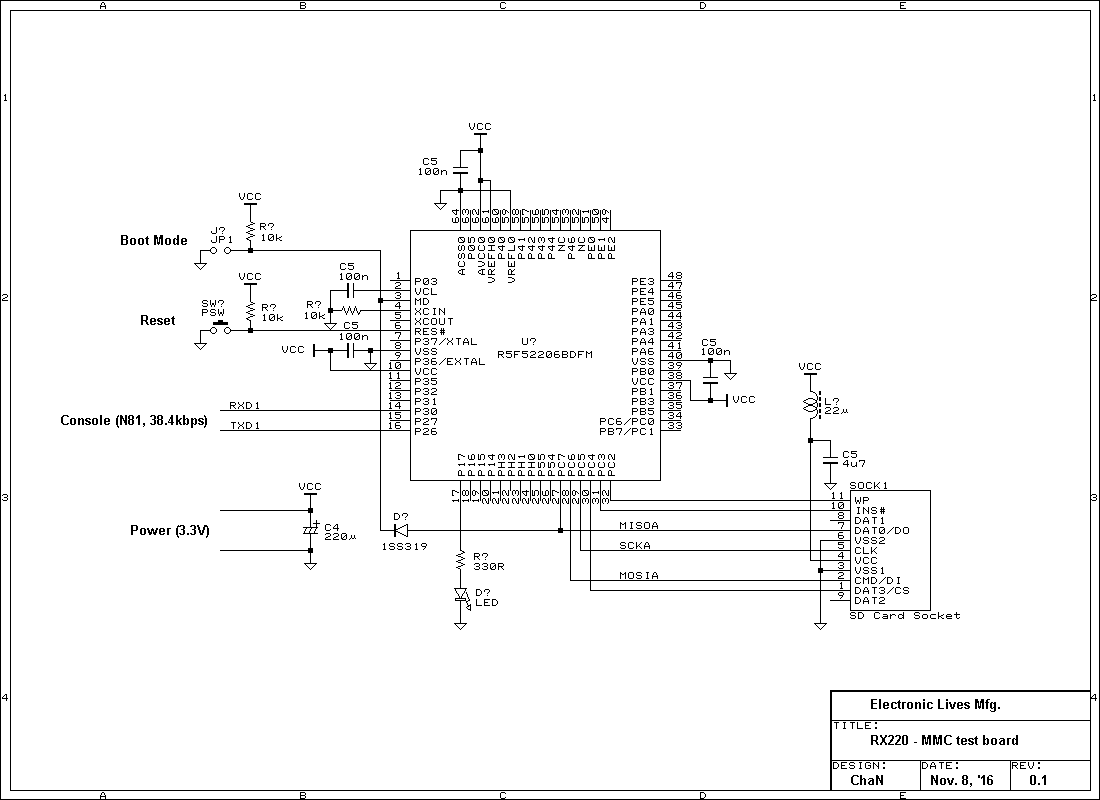 A B C D E
1 1
VCC
C5
100n
64 63 62 61 60 59 58 57 56 55 54 53 52 51 50 49
ACSS0 P05 AVCC0 VREFH0 P40 VREFL0 P41 P42 P43 P44 PNC P46 PNC PE0 PE1 PE2
VCC
Boot Mode
J?
JP1
R?
10k
VCC
Reset
SW?
PSW
R?
10k
C5
100n
R?
10k
C5
100n
VCC
2 2
1 P03
2 VCL
3 MD
4 XCIN
5 XCOUT
6 RES#
7 P37/XTAL
8 VSS
9 P36/EXTAL
10 VCC
11 P35
12 P32
13 P31
14 P30
15 P27
16 P26
U?
R5F52206BDFM
PE3 48
PE4 47
PE5 46
PA0 45
PA1 44
PA3 43
PA4 42
PA6 41
VSS 40
PB0 39
VCC 38
PB1 37
PB3 36
PB5 35
PC6/PC0 34
PB7/PC1 33
C5
100n
VCC
VCC
L?
22μ
C5
4u7
Console (N81, 38.4kbps)
RXD1
TXD1
P17 P16 P15 P14 PH3 PH2 PH1 PH0 P55 P54 PC7 PC6 PC5 PC4 PC3 PC2
17 18 19 20 21 22 23 24 25 26 27 28 29 30 31 32
3 3
VCC
Power (3.3V)
+
C4
220μ
D?
1SS319
R?
330R
D?
LED
MISOA
SCKA
MOSIA
SOCK1
11 WP
10 INS#
8 DAT1
7 DAT0/DO
6 VSS2
5 CLK
4 VCC
3 VSS1
2 CMD/DI
1 DAT3/CS
9 DAT2
SD Card Socket
4 4
Electronic Lives Mfg.
TITLE:
RX220 - MMC test board
DESIGN: DATE: REV:
ChaN Nov. 8, '16 0.1
A B C D E